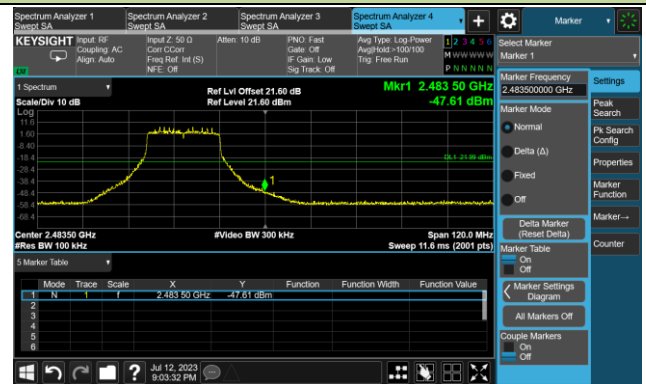 Spectrum Analyzer 1
Swept SA
Spectrum Analyzer 2
Swept SA
Spectrum Analyzer 3
Swept SA
Spectrum Analyzer 4
Swept SA
Marker
KEYSIGHT
Input: RF
Coupling: AC
Align: Auto
Input Z: 50 Ω
Corr CCorr
Freq Ref: Int (S)
NFE: Off
Atten: 10 dB
PNO: Fast
Gate: Off
IF Gain: Low
Sig Track: Off
Avg Type: Log-Power
Avg|Hold:>100/100
Trig: Free Run
1 2 3 4 5 6
M W W W W W
P N N N N N
Select Marker
Marker 1
1 Spectrum
Scale/Div 10 dB
Ref Lvl Offset 21.60 dB
Ref Level 21.60 dBm
Mkr1 2.483 50 GHz
-47.61 dBm
Log
11.6
1.60
-8.40
-18.4
-28.4
-38.4
-48.4
-58.4
-68.4
DL1 -21.99 dBm
1
Center 2.48350 GHz
#Res BW 100 kHz
#Video BW 300 kHz
Span 120.0 MHz
Sweep 11.6 ms (2001 pts)
5 Marker Table
Mode Trace Scale X Y Function Function Width Function Value
1 N 1 f 2.483 50 GHz -47.61 dBm
2
3
4
5
6
Marker Frequency
2.483500000 GHz
Marker Mode
Normal
Delta (Δ)
Fixed
Off
Delta Marker
(Reset Delta)
Marker Table
On
Off
Marker Settings
Diagram
All Markers Off
Couple Markers
On
Off
Settings
Peak
Search
Pk Search
Config
Properties
Marker
Function
Marker→
Counter
Jul 12, 2023
9:03:32 PM